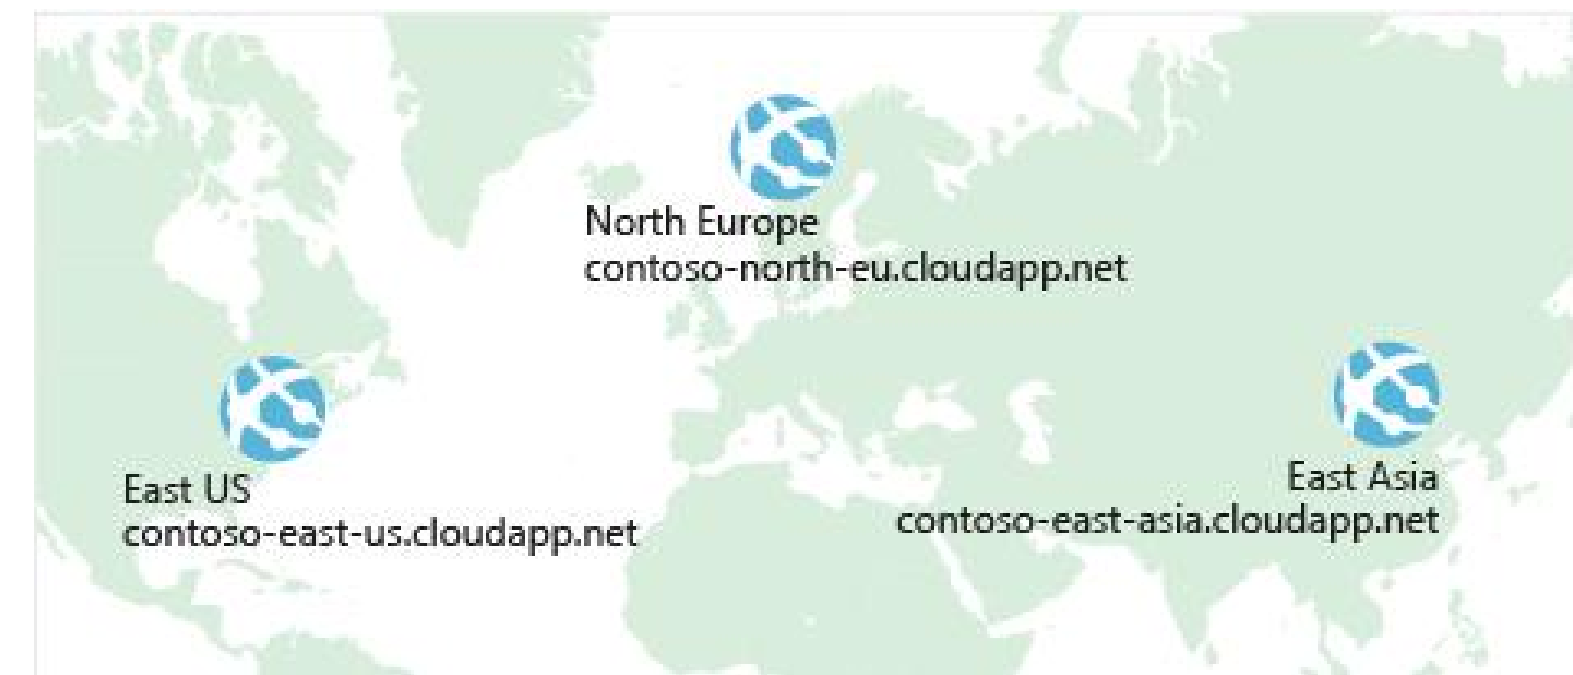 North Europe
contoso-north-eu.cloudapp.net
East US
contoso-east-us.cloudapp.net
East Asia
contoso-east-asia.cloudapp.net